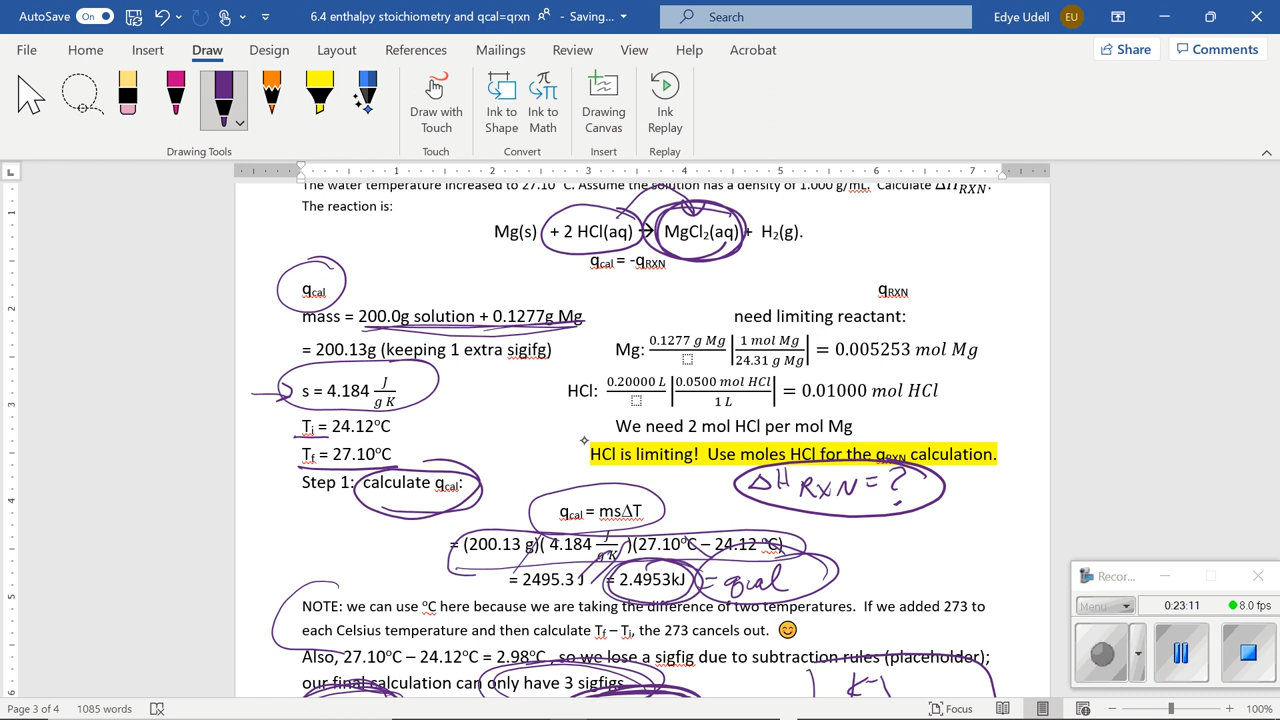 AutoSave On 6.4 enthalpy stoichiometry and qcal=qrxn Saving... Search Edye Udell EU
File Home Insert Draw Design Layout References Mailings Review View Help Acrobat Share Comments
Draw with Touch
Ink to Shape
Ink to Math
Drawing Canvas
Ink Replay
Drawing Tools Touch Convert Insert Replay
1 2 3 4 5 6 7
The water temperature increased to 27.10 °C. Assume the solution has a density of 1.000 g/mL. Calculate ΔH_RXN.
The reaction is:
Mg(s) + 2 HCl(aq) → MgCl₂(aq) + H₂(g).
q_cal = -q_RXN
q_cal q_RXN
mass = 200.0g solution + 0.1277g Mg need limiting reactant:
= 200.13g (keeping 1 extra sigifg) Mg: 0.1277 g Mg/□ | 1 mol Mg/24.31 g Mg | = 0.005253 mol Mg
s = 4.184 J/g K HCl: 0.20000 L/□ | 0.0500 mol HCl/1 L | = 0.01000 mol HCl
T_i = 24.12°C We need 2 mol HCl per mol Mg
T_f = 27.10°C HCl is limiting! Use moles HCl for the q_RXN calculation.
Step 1: calculate q_cal: ΔH RXN = ?
q_cal = msΔT
= (200.13 g)( 4.184 J/g K )(27.10°C – 24.12 °C)
= 2495.3 J = 2.4953kJ = qcal
NOTE: we can use °C here because we are taking the difference of two temperatures. If we added 273 to
each Celsius temperature and then calculate T_f – T_i, the 273 cancels out. 😊
Also, 27.10°C – 24.12°C = 2.98°C, so we lose a sigfig due to subtraction rules (placeholder);
our final calculation can only have 3 sigfigs
Recor...
Menu 0:23:11 8.0 fps
Page 3 of 4 1085 words Focus 100%